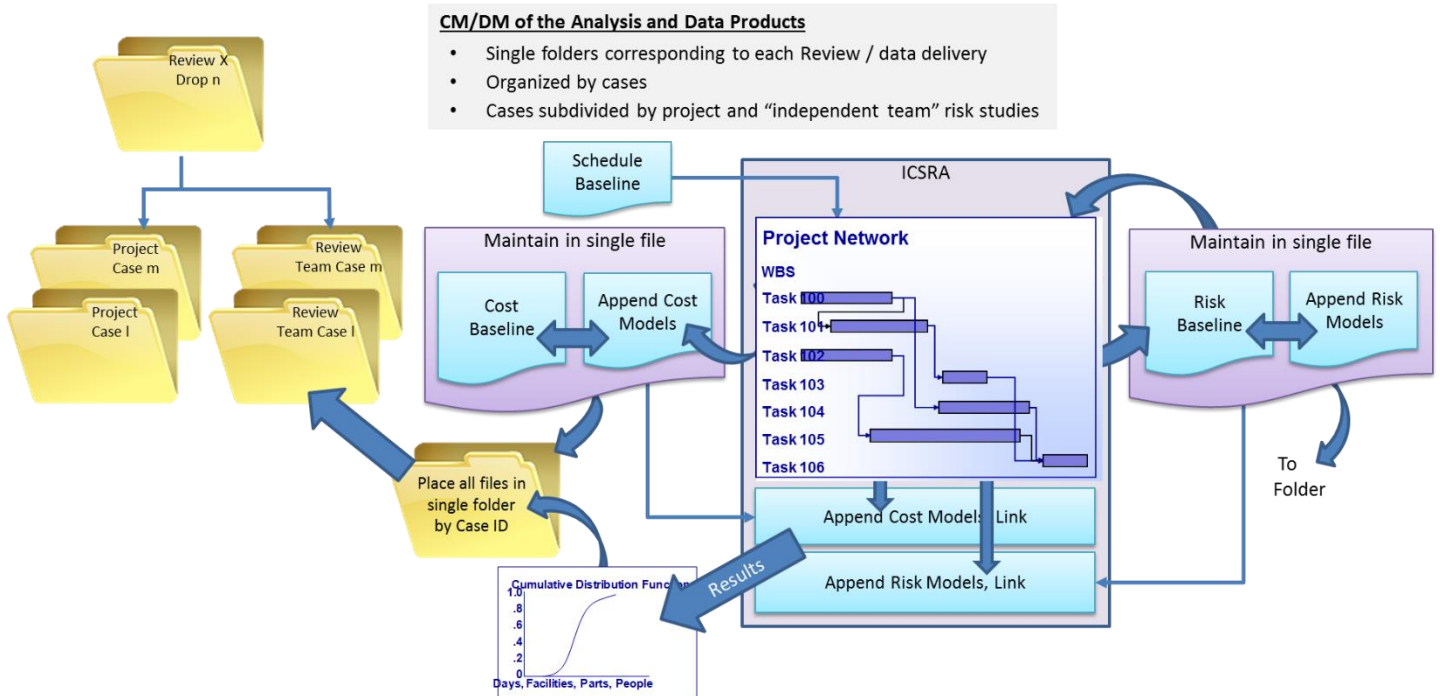 CM/DM of the Analysis and Data Products
• Single folders corresponding to each Review / data delivery
• Organized by cases
• Cases subdivided by project and “independent team” risk studies
Review X
Drop n
Project
Case m
Review
Team Case m
Project
Case l
Review
Team Case l
Schedule
Baseline
Maintain in single file
Cost
Baseline
Append Cost
Models
ICSRA
Project Network
WBS
Task 100
Task 101
Task 102
Task 103
Task 104
Task 105
Task 106
Append Cost Models, Link
Append Risk Models, Link
Maintain in single file
Risk
Baseline
Append Risk
Models
To
Folder
Place all files in
single folder
by Case ID
Results
Cumulative Distribution Function
1.0
.8
.6
.4
.2
0
Days, Facilities, Parts, People